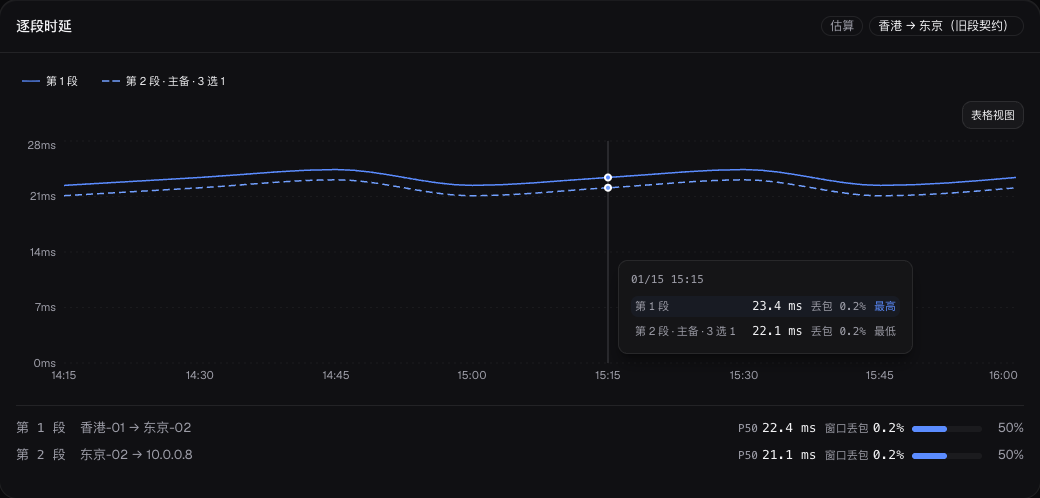 逐段时延
估算 香港 → 东京（旧段契约）
第 1 段 第 2 段 · 主备 · 3 选 1
表格视图
28ms
21ms
14ms
7ms
0ms
01/15 15:15
第 1 段 23.4 ms 丢包 0.2% 最高
第 2 段 · 主备 · 3 选 1 22.1 ms 丢包 0.2% 最低
14:15 14:30 14:45 15:00 15:15 15:30 15:45 16:00
第 1 段 香港-01 → 东京-02 P50 22.4 ms 窗口丢包 0.2% 50%
第 2 段 东京-02 → 10.0.0.8 P50 21.1 ms 窗口丢包 0.2% 50%